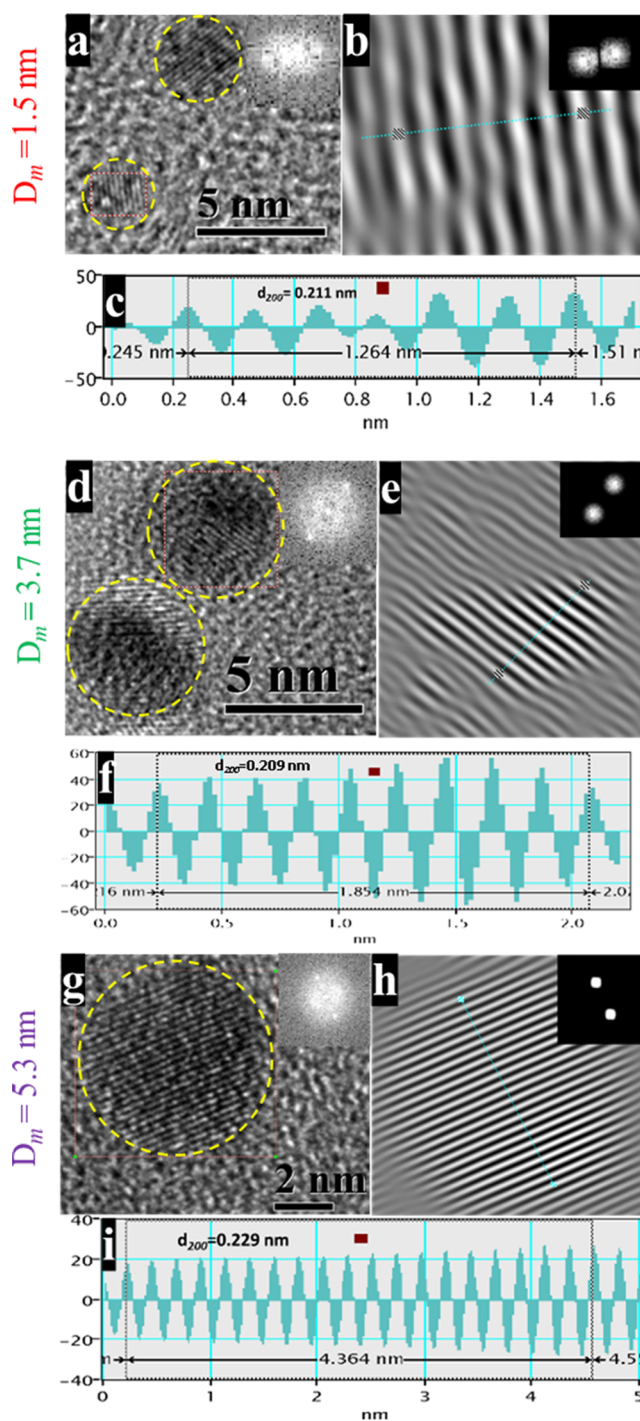 D_m = 1.5 nm
a
5 nm
b
c
d200= 0.211 nm
50
0
-50
0.245 nm
1.264 nm
1.51 n
0.0 0.2 0.4 0.6 0.8 1.0 1.2 1.4 1.6
nm
D_m = 3.7 nm
d
5 nm
e
f
d200=0.209 nm
60
40
20
0
-20
-40
-60
16 nm
1.854 nm
2.0
0.0 0.5 1.0 1.5 2.0
nm
D_m = 5.3 nm
g
2 nm
h
i
d200=0.229 nm
40
20
0
-20
-40
4.364 nm
4.5
0 1 2 3 4 5
nm